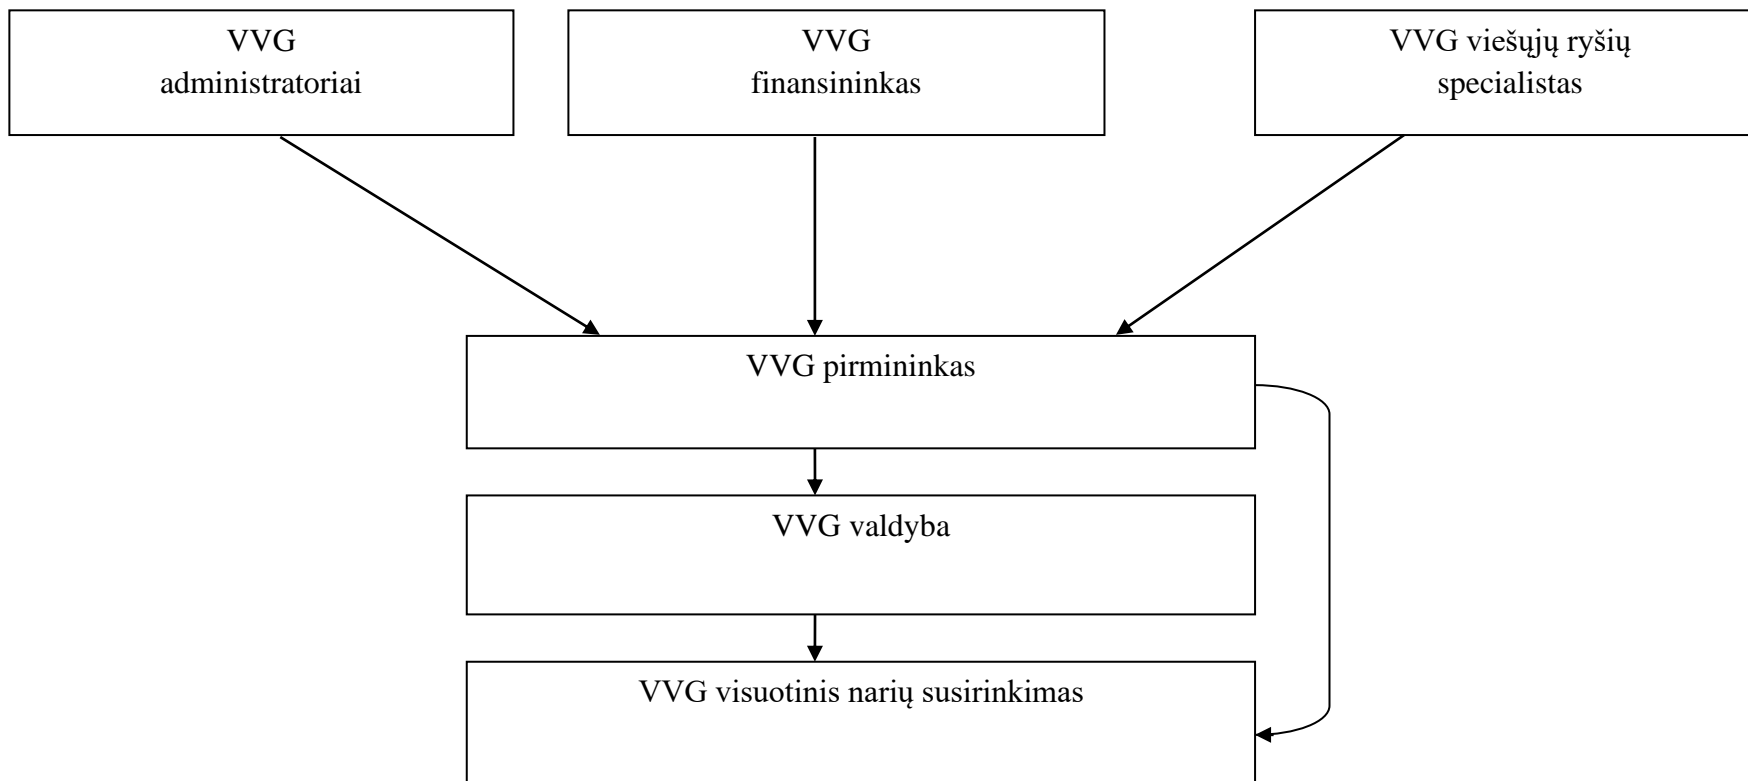 VVG
administratoriai
VVG
finansininkas
VVG viešųjų ryšių
specialistas
VVG pirmininkas
VVG valdyba
VVG visuotinis narių susirinkimas